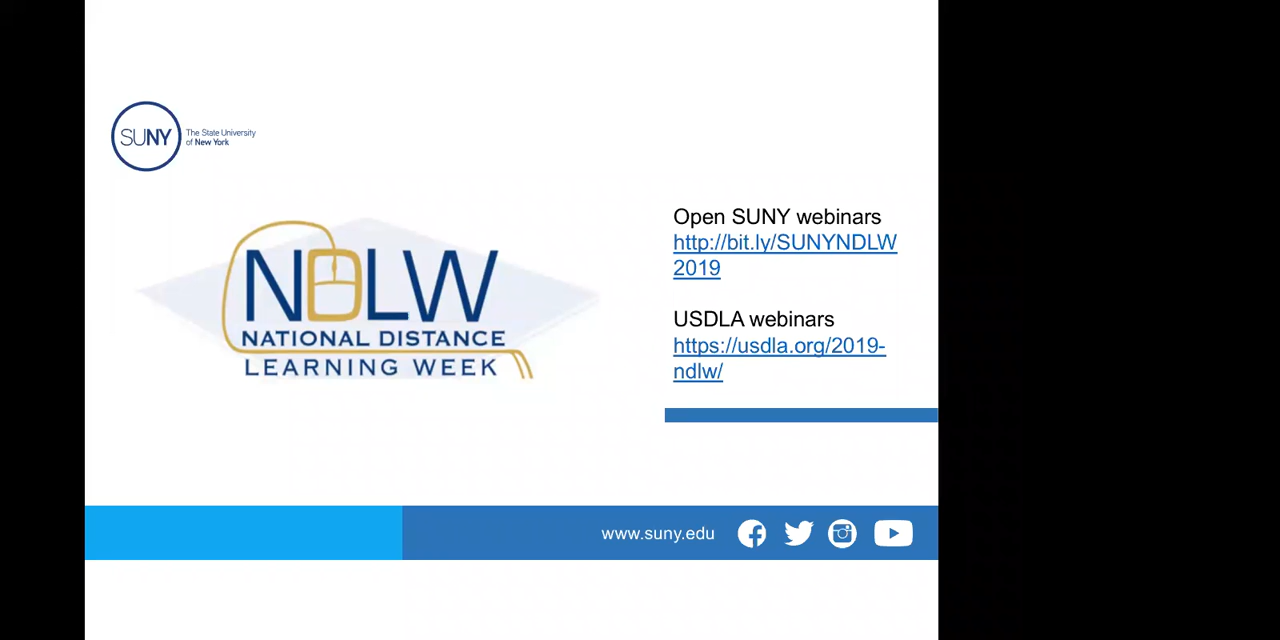 SUNY
The State University
of New York
NDLW
NATIONAL DISTANCE
LEARNING WEEK
Open SUNY webinars
http://bit.ly/SUNYNDLW
2019
USDLA webinars
https://usdla.org/2019-
ndlw/
www.suny.edu